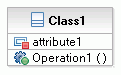 Class1
attribute1
Operation1 ()